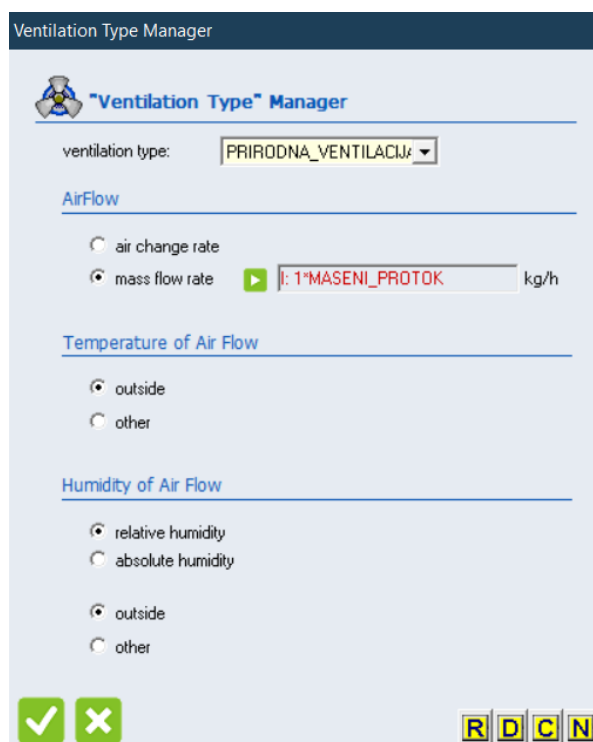 Ventilation Type Manager
"Ventilation Type" Manager
ventilation type: PRIRODNA_VENTILACIJA
AirFlow
air change rate
mass flow rate I: 1*MASENI_PROTOK kg/h
Temperature of Air Flow
outside
other
Humidity of Air Flow
relative humidity
absolute humidity
outside
other
R D C N